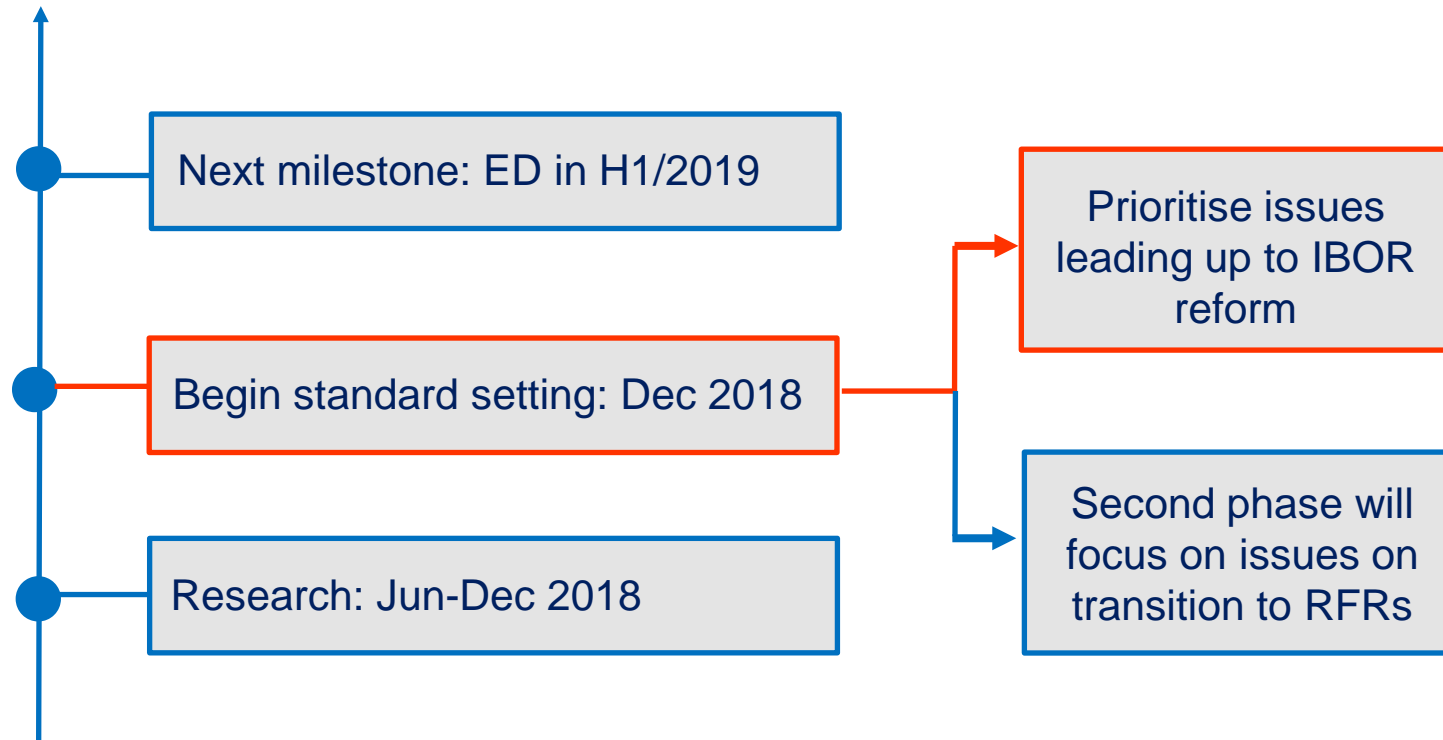 Next milestone: ED in H1/2019
Begin standard setting: Dec 2018
Research: Jun-Dec 2018
Prioritise issues
leading up to IBOR
reform
Second phase will
focus on issues on
transition to RFRs